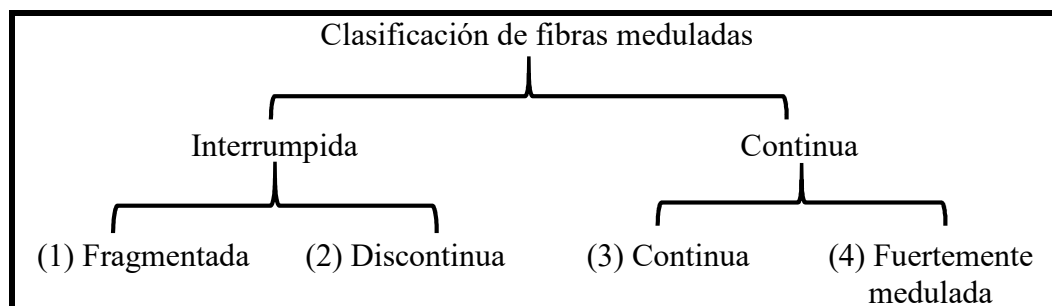 Clasificación de fibras meduladas
Interrumpida
Continua
(1) Fragmentada
(2) Discontinua
(3) Continua
(4) Fuertemente
medulada